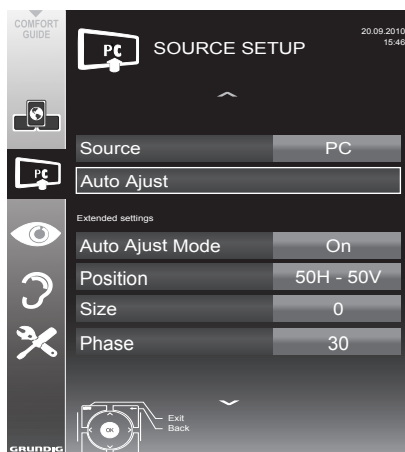 COMFORT
GUIDE
PC
SOURCE SETUP
20.09.2010
15:46
PC
Source PC
Auto Ajust
Extended settings
Auto Ajust Mode On
Position 50H - 50V
Size 0
Phase 30
Exit
Back
OK
GRUNDIG